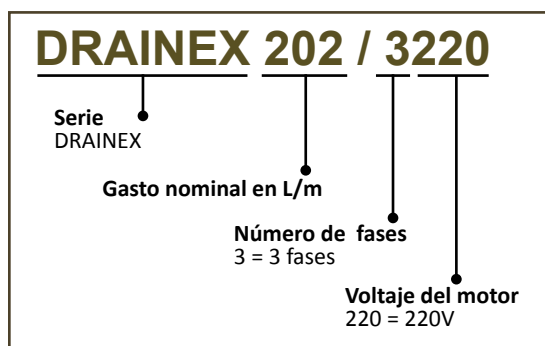 DRAINEX 202 / 3220
Serie
DRAINEX
Gasto nominal en L/m
Número de fases
3 = 3 fases
Voltaje del motor
220 = 220V